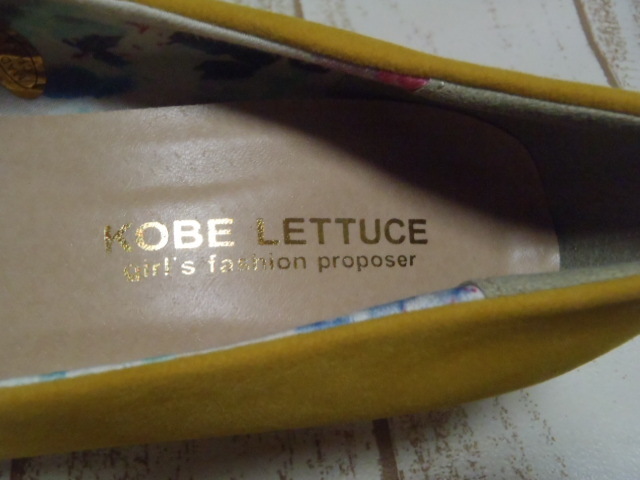 KOBE LETTUCE
girl's fashion proposer